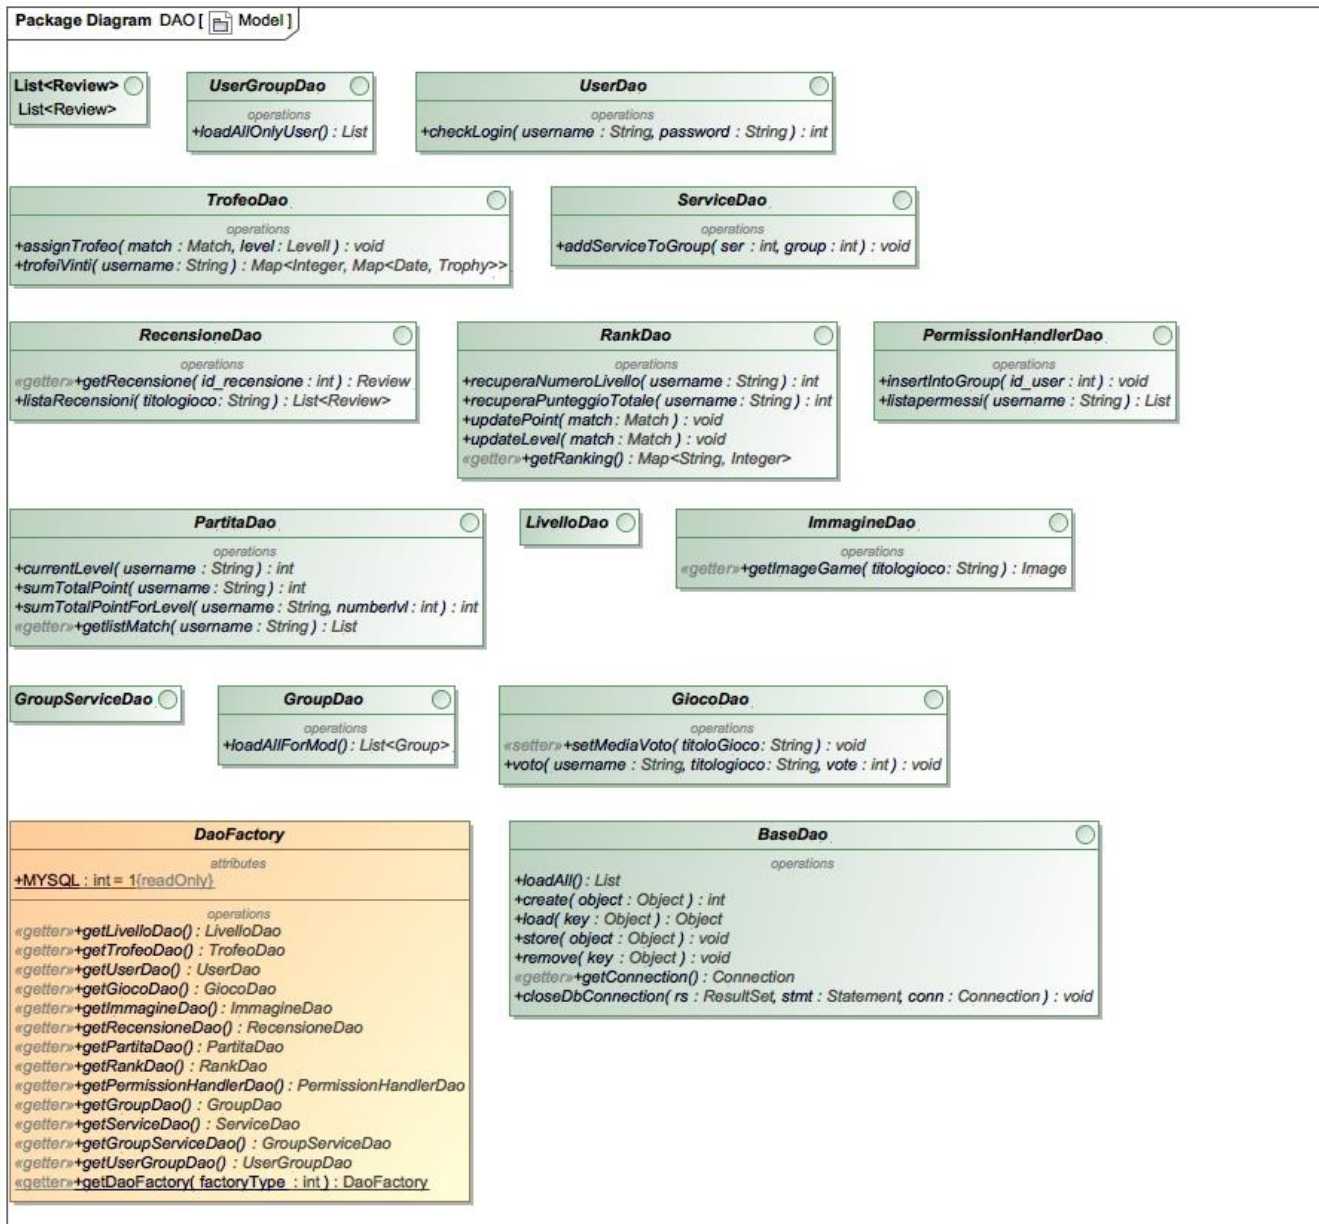 Package Diagram DAO [ Model ]
List<Review>
List<Review>
UserGroupDao
operations
+loadAllOnlyUser() : List
UserDao
operations
+checkLogin( username : String, password : String ) : int
TrofeoDao
operations
+assignTrofeo( match : Match, level : Levell ) : void
+trofeiVinti( username : String ) : Map<Integer, Map<Date, Trophy>>
ServiceDao
operations
+addServiceToGroup( ser : int, group : int ) : void
RecensioneDao
operations
«getter»+getRecensione( id_recensione : int ) : Review
+listaRecensioni( titologioco : String ) : List<Review>
RankDao
operations
+recuperaNumeroLivello( username : String ) : int
+recuperaPunteggioTotale( username : String ) : int
+updatePoint( match : Match ) : void
+updateLevel( match : Match ) : void
«getter»+getRanking() : Map<String, Integer>
PermissionHandlerDao
operations
+insertIntoGroup( id_user : int ) : void
+listapermessi( username : String ) : List
PartitaDao
operations
+currentLevel( username : String ) : int
+sumTotalPoint( username : String ) : int
+sumTotalPointForLevel( username : String, numberlvl : int ) : int
«getter»+getlistMatch( username : String ) : List
LivelloDao
ImmagineDao
operations
«getter»+getImageGame( titologioco : String ) : Image
GroupServiceDao
GroupDao
operations
+loadAllForMod() : List<Group>
GiocoDao
operations
«setter»+setMediaVoto( titoloGioco : String ) : void
+voto( username : String, titologioco : String, vote : int ) : void
DaoFactory
attributes
+MYSQL : int = 1{readOnly}
operations
«getter»+getLivelloDao() : LivelloDao
«getter»+getTrofeoDao() : TrofeoDao
«getter»+getUserDao() : UserDao
«getter»+getGiocoDao() : GiocoDao
«getter»+getImmagineDao() : ImmagineDao
«getter»+getRecensioneDao() : RecensioneDao
«getter»+getPartitaDao() : PartitaDao
«getter»+getRankDao() : RankDao
«getter»+getPermissionHandlerDao() : PermissionHandlerDao
«getter»+getGroupDao() : GroupDao
«getter»+getServiceDao() : ServiceDao
«getter»+getGroupServiceDao() : GroupServiceDao
«getter»+getUserGroupDao() : UserGroupDao
«getter»+getDaoFactory( factoryType : int ) : DaoFactory
BaseDao
operations
+loadAll() : List
+create( object : Object ) : int
+load( key : Object ) : Object
+store( object : Object ) : void
+remove( key : Object ) : void
«getter»+getConnection() : Connection
+closeDbConnection( rs : ResultSet, stmt : Statement, conn : Connection ) : void